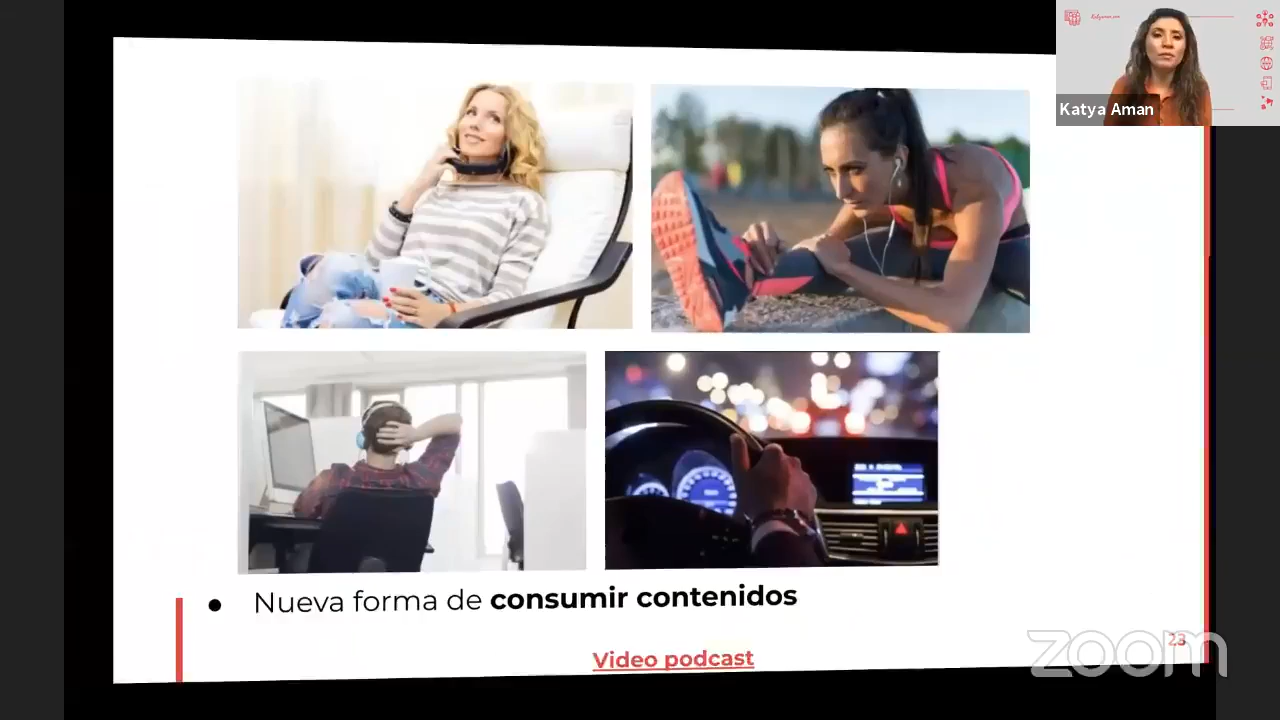 Katya Aman
● Nueva forma de consumir contenidos
Video podcast
23
zoom